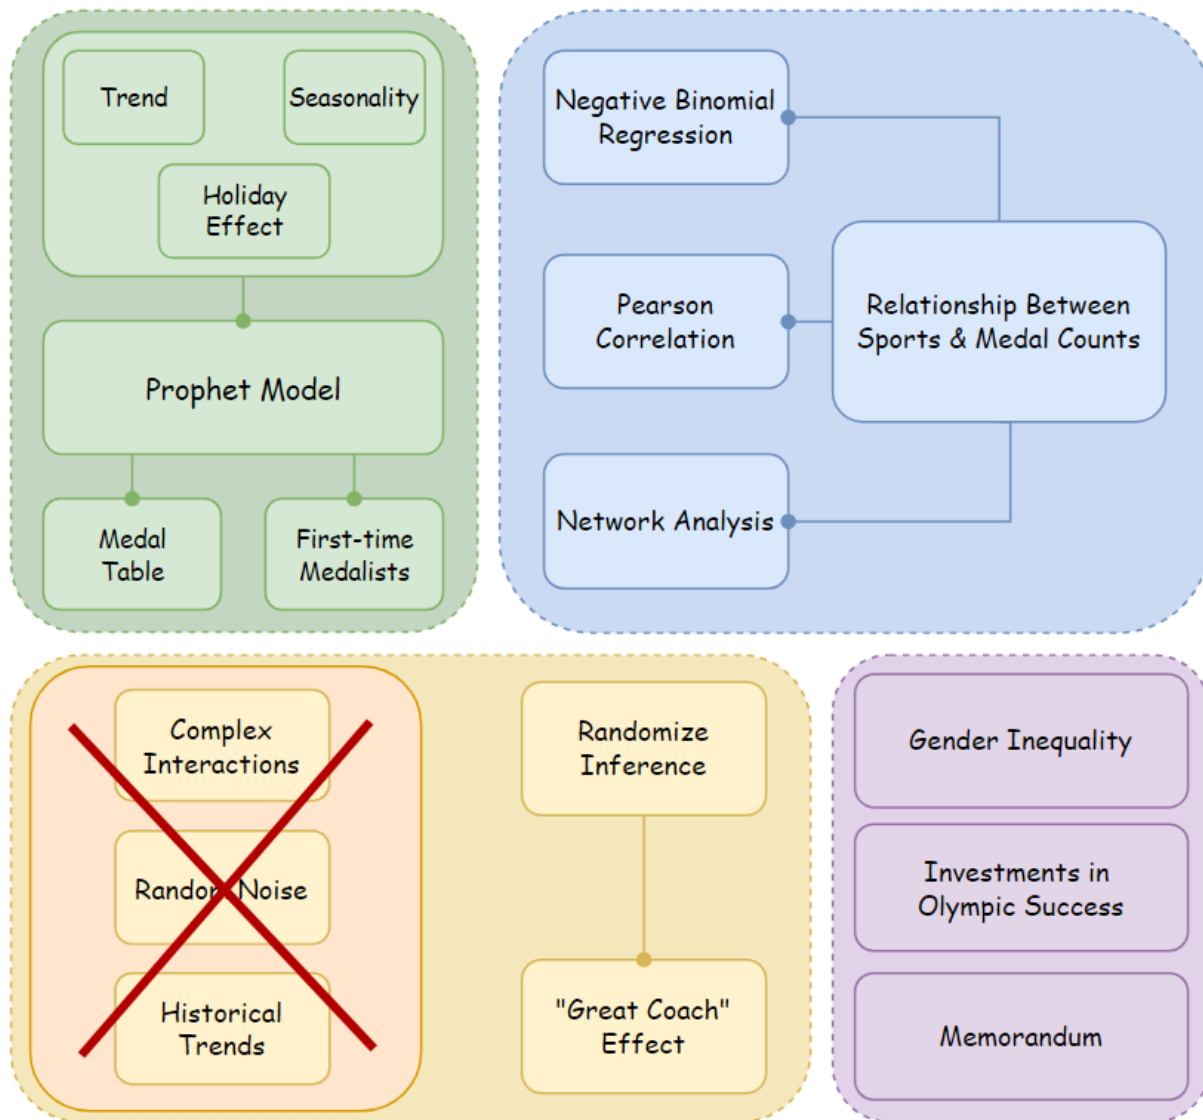 Trend
Seasonality
Holiday
Effect
Prophet Model
Medal
Table
First-time
Medalists
Negative Binomial
Regression
Pearson
Correlation
Network Analysis
Relationship Between
Sports & Medal Counts
Complex
Interactions
Random Noise
Historical
Trends
Randomize
Inference
"Great Coach"
Effect
Gender Inequality
Investments in
Olympic Success
Memorandum